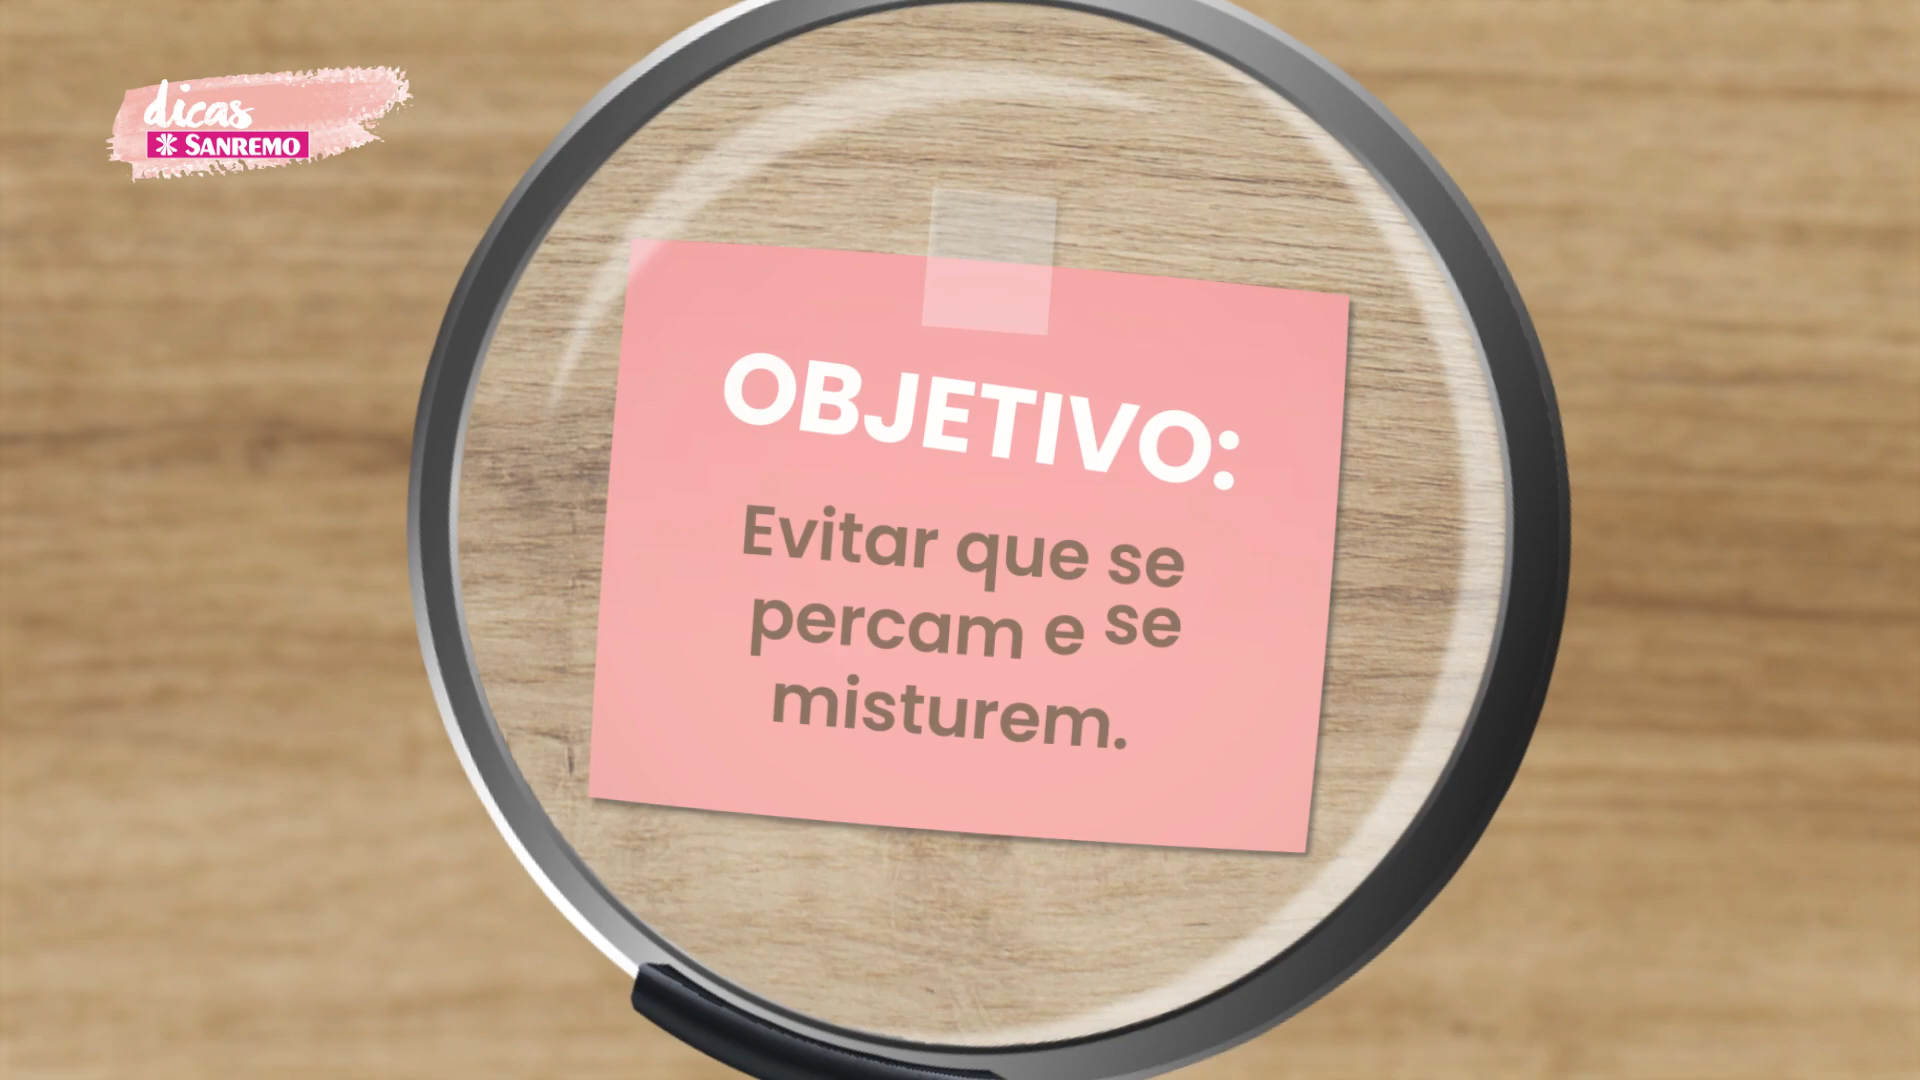 dicas
SANREMO
OBJETIVO:
Evitar que se
percam e se
misturem.